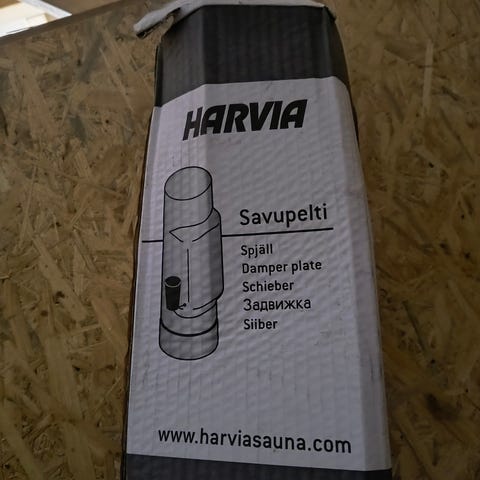 HARVIA
Savupelti
Spjäll
Damper plate
Schieber
Задвижка
Siiber
www.harviasauna.com